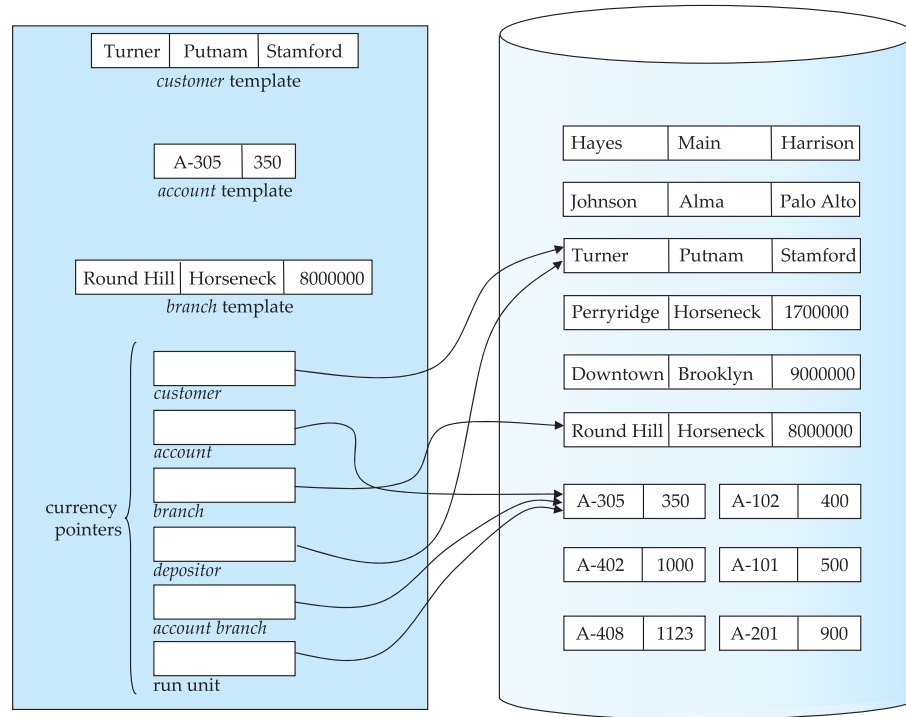 Turner Putnam Stamford
customer template
A-305 350
account template
Round Hill Horseneck 8000000
branch template
currency
pointers
customer
account
branch
depositor
account branch
run unit
Hayes Main Harrison
Johnson Alma Palo Alto
Turner Putnam Stamford
Perryridge Horseneck 1700000
Downtown Brooklyn 9000000
Round Hill Horseneck 8000000
A-305 350 A-102 400
A-402 1000 A-101 500
A-408 1123 A-201 900